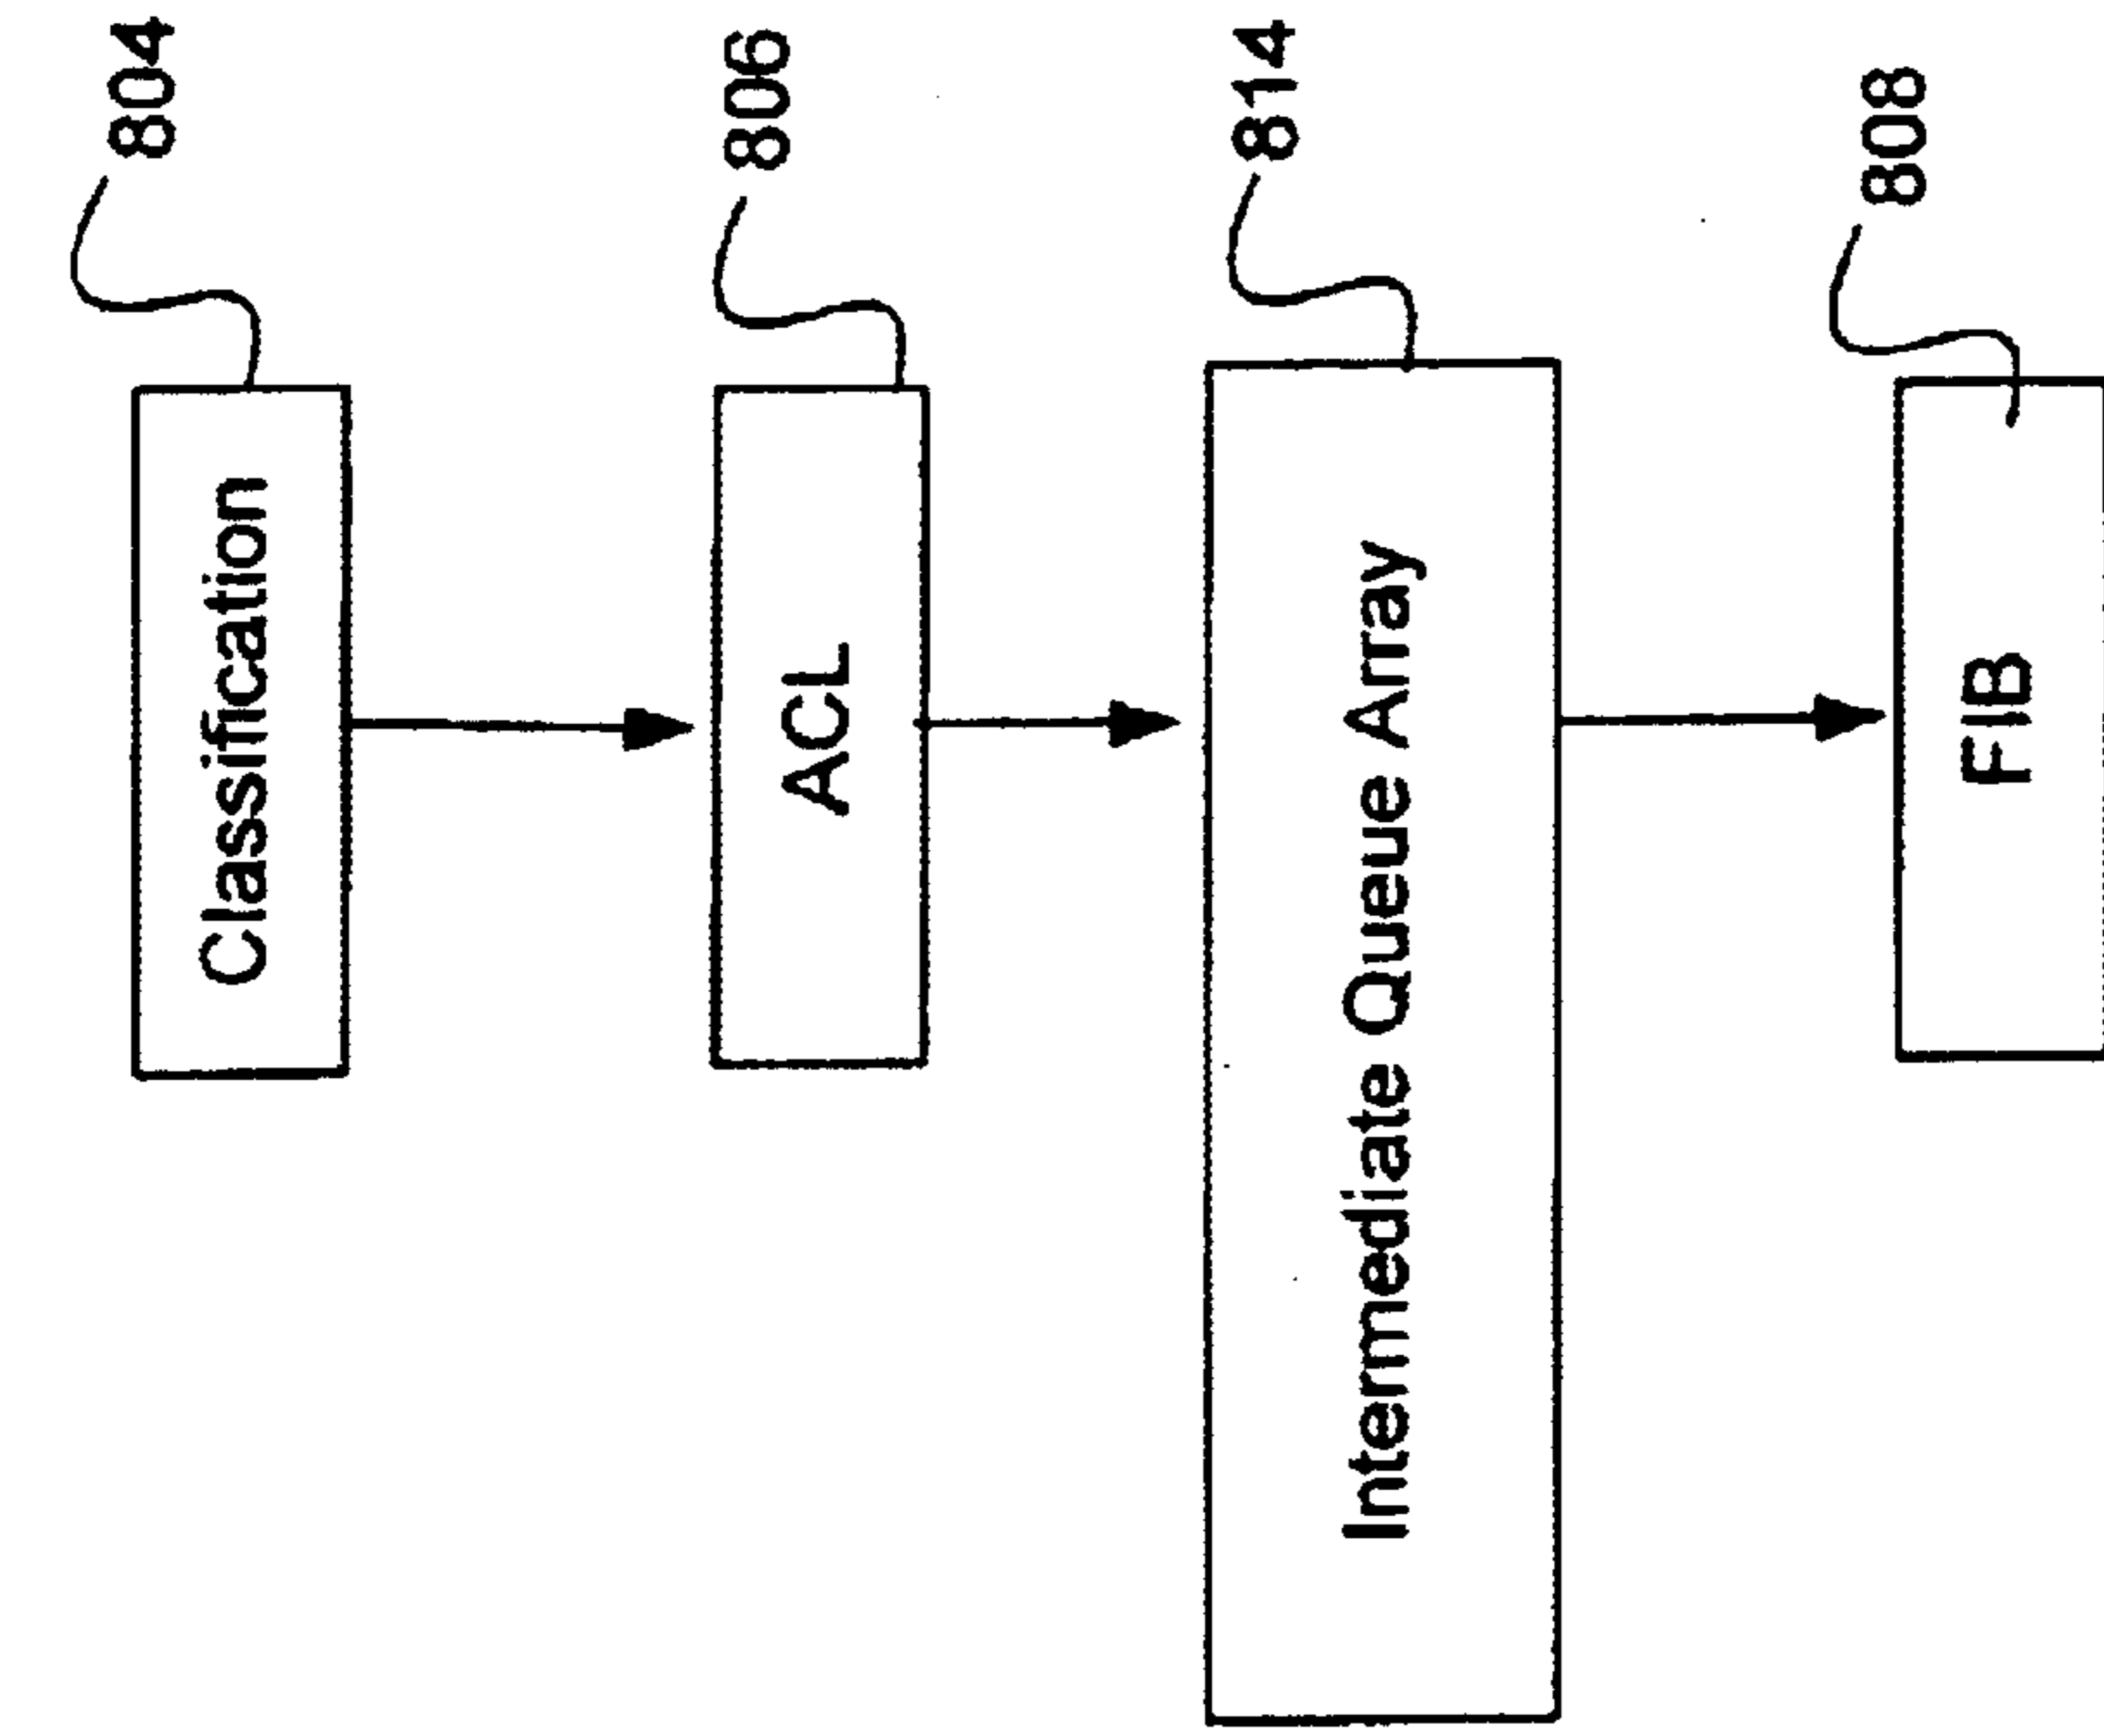 Classification
804
ACL
806
Intermediate Queue Array
814
FIB
808